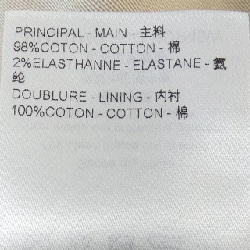 PRINCIPAL - MAIN - 主料
98%COTON - COTTON - 棉
2%ELASTHANNE - ELASTANE - 氨
纶
DOUBLURE - LINING - 内衬
100%COTON - COTTON - 棉